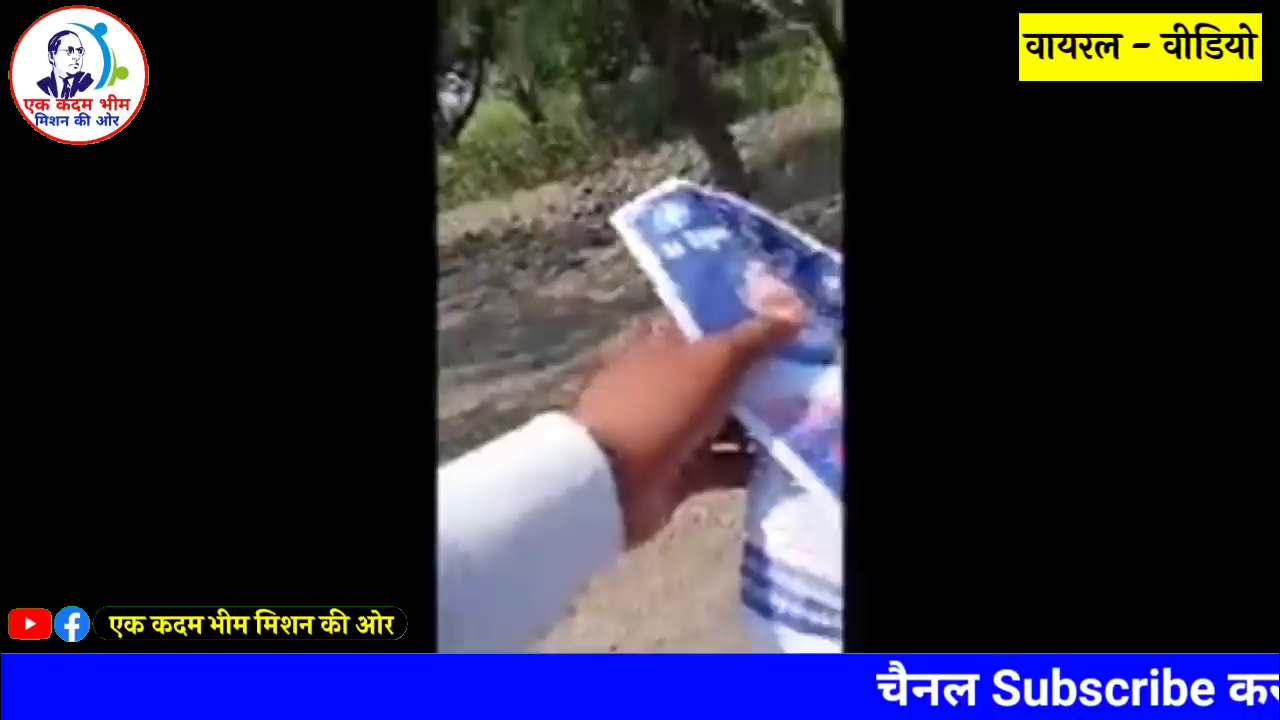 एक कदम भीम
मिशन की ओर
वायरल - वीडियो
एक कदम भीम मिशन की ओर
चैनल Subscribe